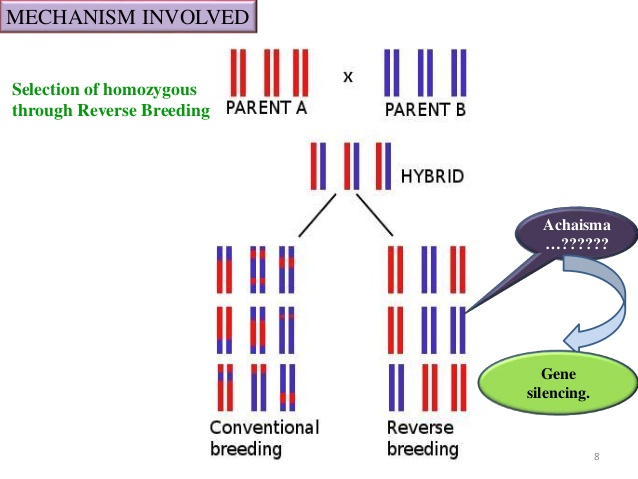 MECHANISM INVOLVED
Selection of homozygous
through Reverse Breeding
PARENT A
x
PARENT B
HYBRID
Achaisma
…??????
Gene
silencing.
Conventional
breeding
Reverse
breeding
8